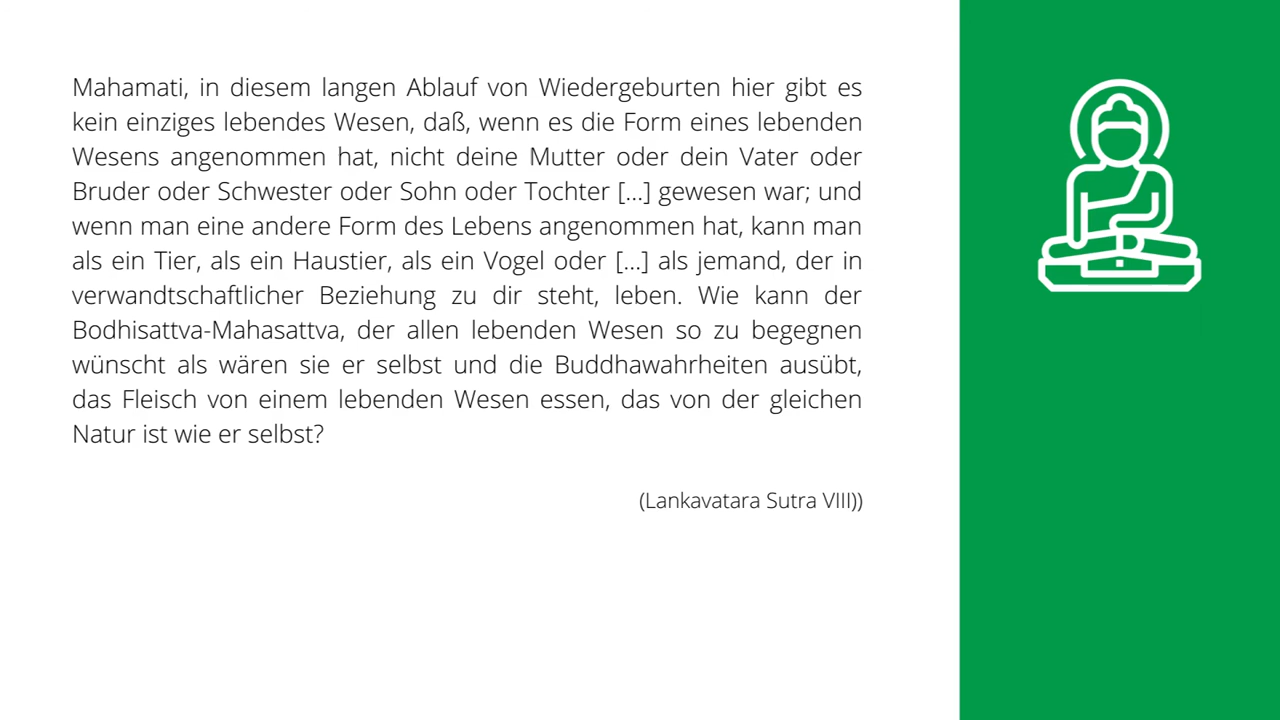 Mahamati, in diesem langen Ablauf von Wiedergeburten hier gibt es
kein einziges lebendes Wesen, daß, wenn es die Form eines lebenden
Wesens angenommen hat, nicht deine Mutter oder dein Vater oder
Bruder oder Schwester oder Sohn oder Tochter [...] gewesen war; und
wenn man eine andere Form des Lebens angenommen hat, kann man
als ein Tier, als ein Haustier, als ein Vogel oder [...] als jemand, der in
verwandtschaftlicher Beziehung zu dir steht, leben. Wie kann der
Bodhisattva-Mahasattva, der allen lebenden Wesen so zu begegnen
wünscht als wären sie er selbst und die Buddhawahrheiten ausübt,
das Fleisch von einem lebenden Wesen essen, das von der gleichen
Natur ist wie er selbst?
(Lankavatara Sutra VIII))